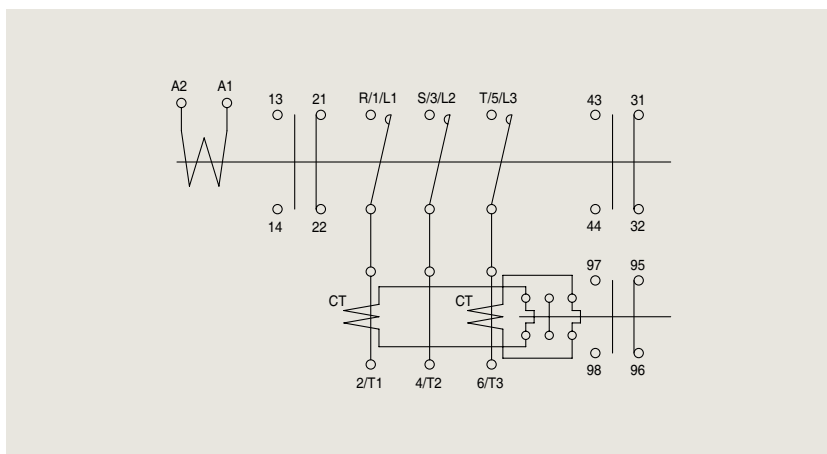 A2 A1
13 21 R/1/L1 S/3/L2 T/5/L3 43 31
14 22 44 32
97 95
CT CT
98 96
2/T1 4/T2 6/T3